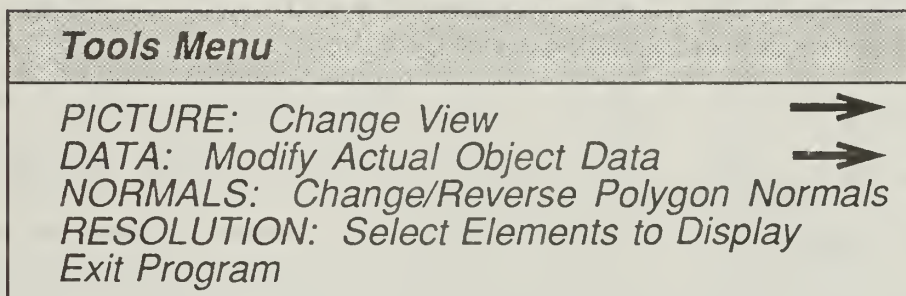 Tools Menu
PICTURE: Change View
DATA: Modify Actual Object Data
NORMALS: Change/Reverse Polygon Normals
RESOLUTION: Select Elements to Display
Exit Program